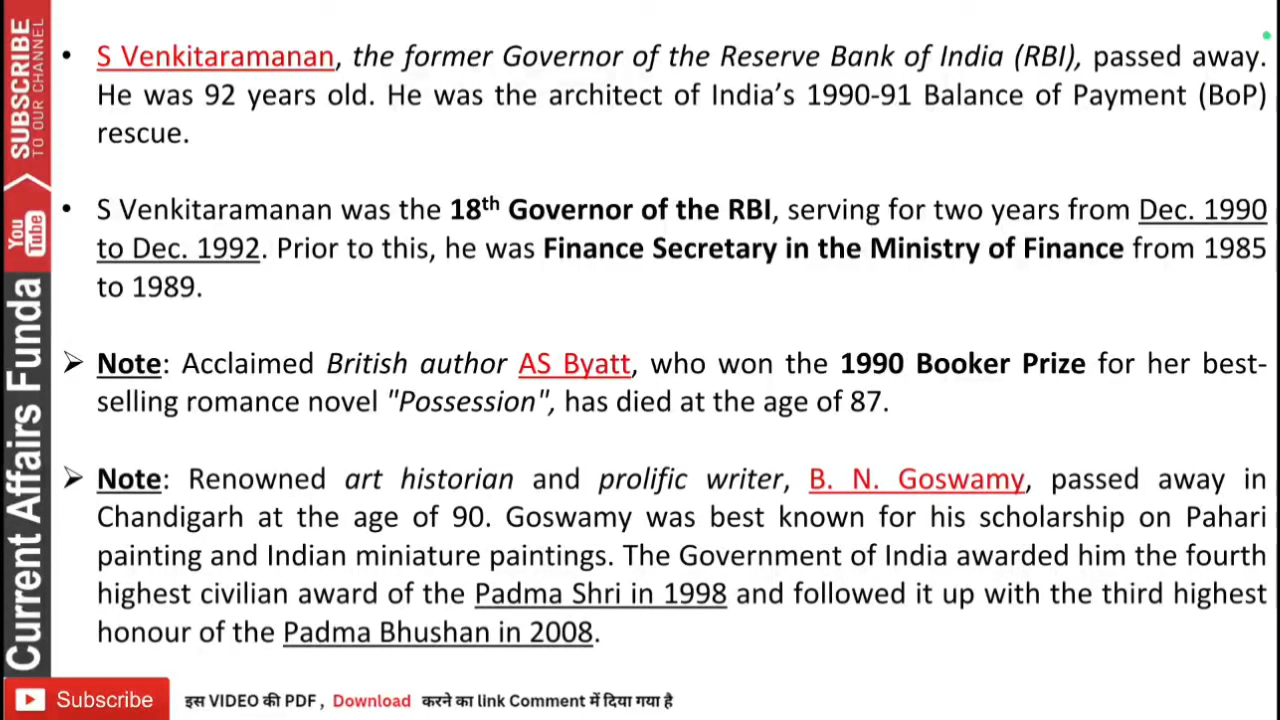 • S Venkitaramanan, the former Governor of the Reserve Bank of India (RBI), passed away.
He was 92 years old. He was the architect of India’s 1990-91 Balance of Payment (BoP)
rescue.
• S Venkitaramanan was the 18th Governor of the RBI, serving for two years from Dec. 1990
to Dec. 1992. Prior to this, he was Finance Secretary in the Ministry of Finance from 1985
to 1989.
➢ Note: Acclaimed British author AS Byatt, who won the 1990 Booker Prize for her best-
selling romance novel "Possession", has died at the age of 87.
➢ Note: Renowned art historian and prolific writer, B. N. Goswamy, passed away in
Chandigarh at the age of 90. Goswamy was best known for his scholarship on Pahari
painting and Indian miniature paintings. The Government of India awarded him the fourth
highest civilian award of the Padma Shri in 1998 and followed it up with the third highest
honour of the Padma Bhushan in 2008.
SUBSCRIBE
TO OUR CHANNEL
You
Tube
Current Affairs Funda
Subscribe
इस VIDEO की PDF , Download करने का link Comment में दिया गया है